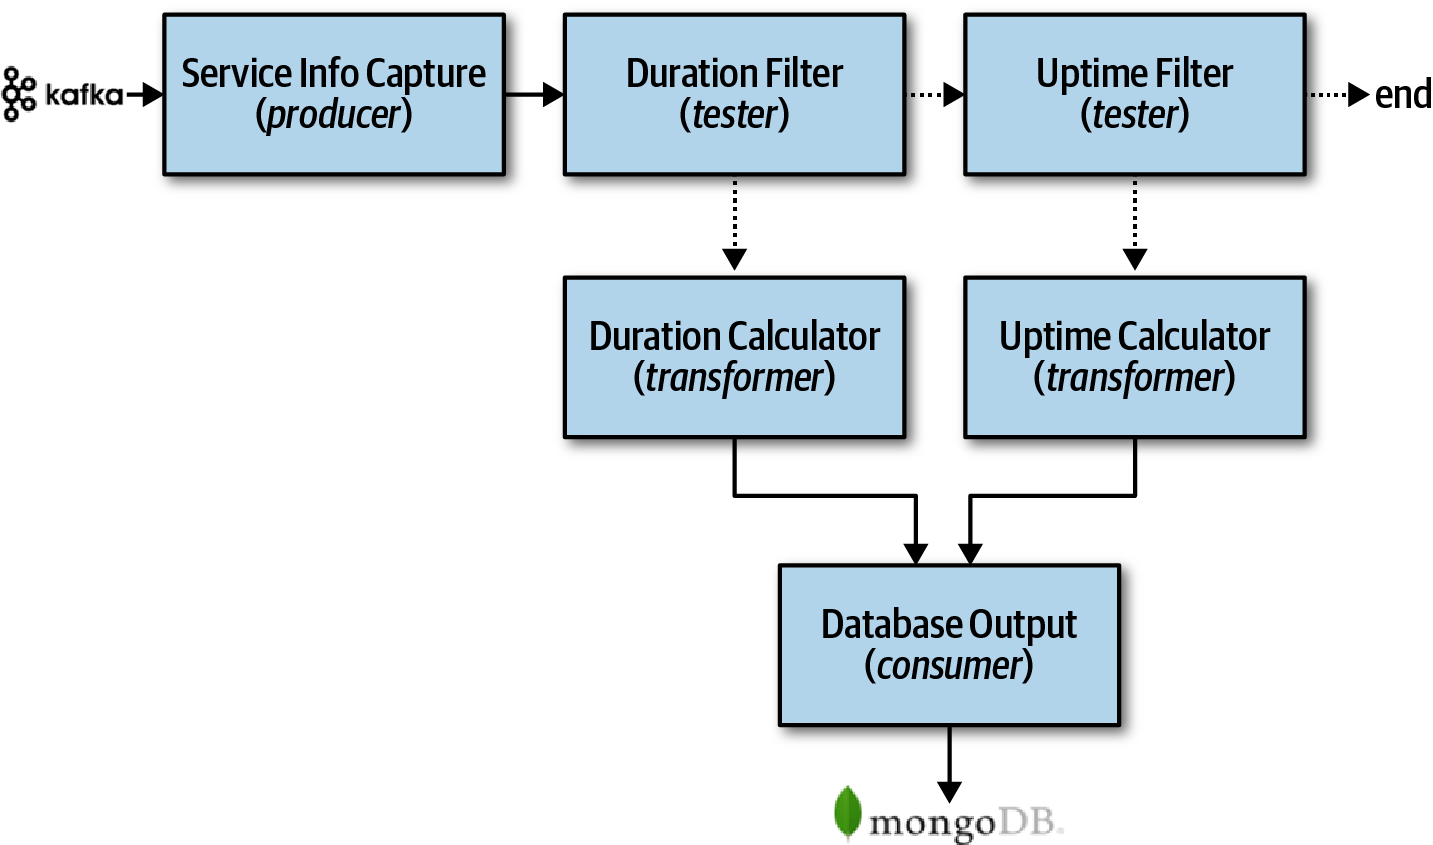 kafka
Service Info Capture
(producer)
Duration Filter
(tester)
Uptime Filter
(tester)
end
Duration Calculator
(transformer)
Uptime Calculator
(transformer)
Database Output
(consumer)
mongoDB